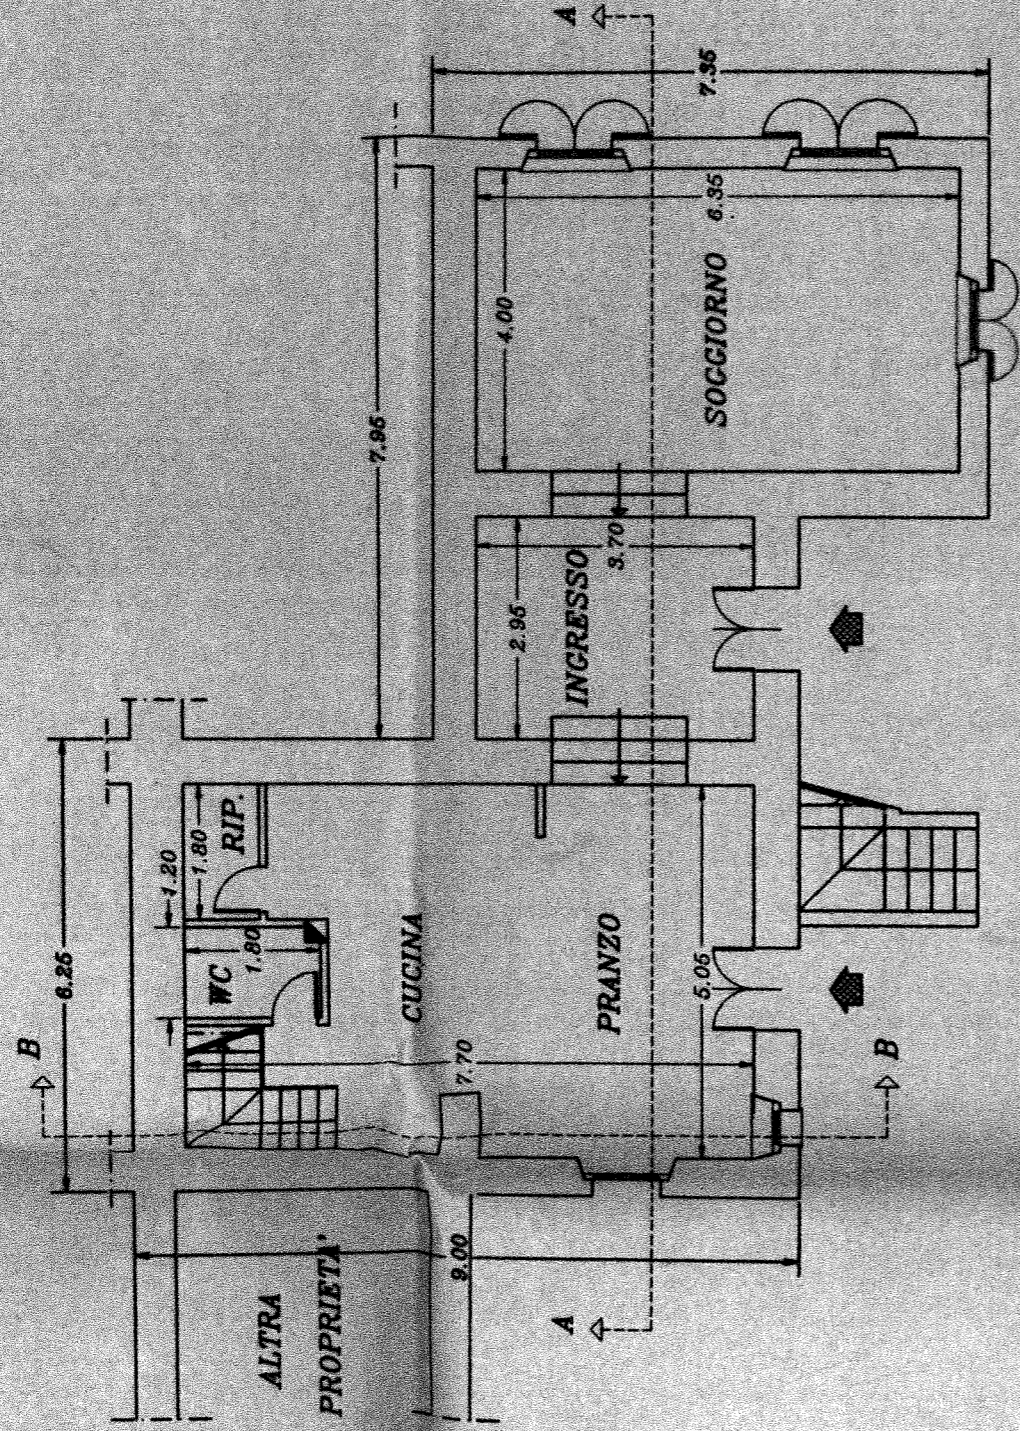 A
7.35
6.35
4.00
SOGGIORNO
7.95
3.70
2.95
INGRESSO
1.20
1.80
RIP.
WC
1.80
CUCINA
PRANZO
5.05
6.25
B
7.70
B
9.00
A
ALTRA
PROPRIETA'